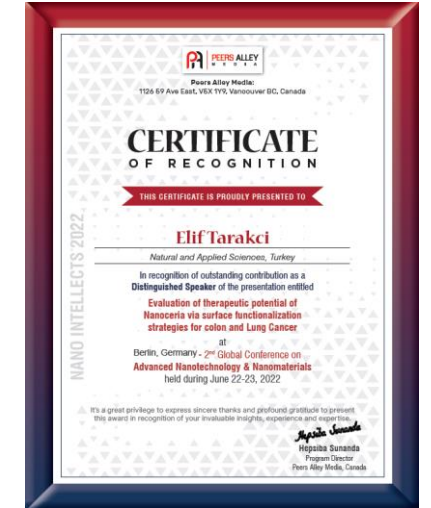 PA PEERS ALLEY
MEDIA
Peers Alley Media:
1126 59 Ave East, V5X 1Y9, Vancouver BC, Canada
CERTIFICATE
OF RECOGNITION
THIS CERTIFICATE IS PROUDLY PRESENTED TO
Elif Tarakci
Natural and Applied Sciences, Turkey
In recognition of outstanding contribution as a
Distinguished Speaker of the presentation entitled
Evaluation of therapeutic potential of
Nanoceria via surface functionalization
strategies for colon and Lung Cancer
at
Berlin, Germany - 2nd Global Conference on
Advanced Nanotechnology & Nanomaterials
held during June 22-23, 2022
NANO INTELLECTS 2022
It's a great privilege to express sincere thanks and profound gratitude to present
this award in recognition of your invaluable insights, experience and expertise.
Hepsiba Sunanda
Hepsiba Sunanda
Program Director
Peers Alley Media, Canada